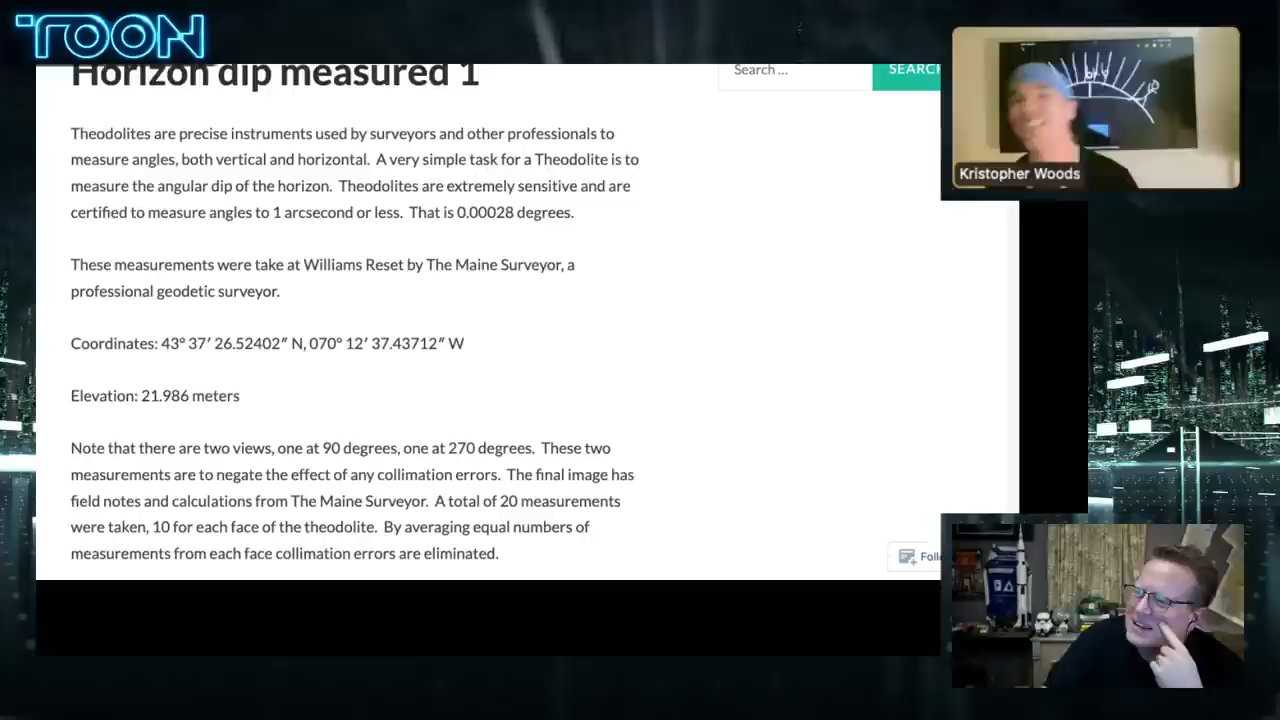 TOON
Horizon dip measured 1
Search ...
SEARCH
Theodolites are precise instruments used by surveyors and other professionals to
measure angles, both vertical and horizontal. A very simple task for a Theodolite is to
measure the angular dip of the horizon. Theodolites are extremely sensitive and are
certified to measure angles to 1 arcsecond or less. That is 0.00028 degrees.
These measurements were take at Williams Reset by The Maine Surveyor, a
professional geodetic surveyor.
Coordinates: 43° 37′ 26.52402″ N, 070° 12′ 37.43712″ W
Elevation: 21.986 meters
Note that there are two views, one at 90 degrees, one at 270 degrees. These two
measurements are to negate the effect of any collimation errors. The final image has
field notes and calculations from The Maine Surveyor. A total of 20 measurements
were taken, 10 for each face of the theodolite. By averaging equal numbers of
measurements from each face collimation errors are eliminated.
Foll
Kristopher Woods